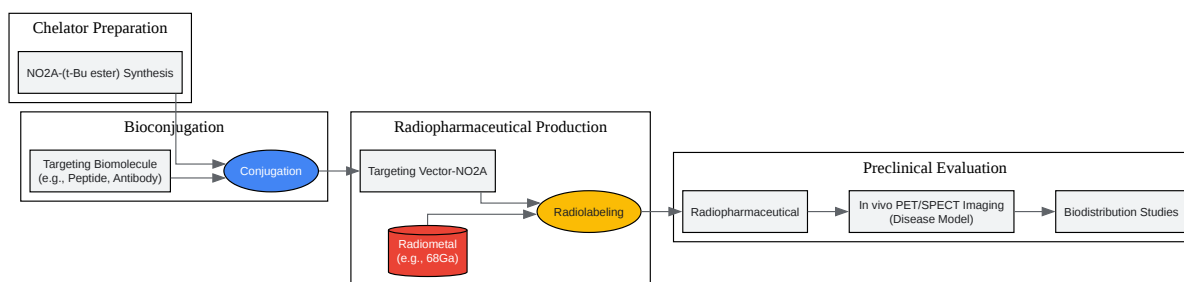 Chelator Preparation
NO2A-(t-Bu ester) Synthesis
Bioconjugation
Targeting Biomolecule
(e.g., Peptide, Antibody)
Conjugation
Radiopharmaceutical Production
Targeting Vector-NO2A
Radiometal
(e.g., 68Ga)
Radiolabeling
Preclinical Evaluation
Radiopharmaceutical
In vivo PET/SPECT Imaging
(Disease Model)
Biodistribution Studies